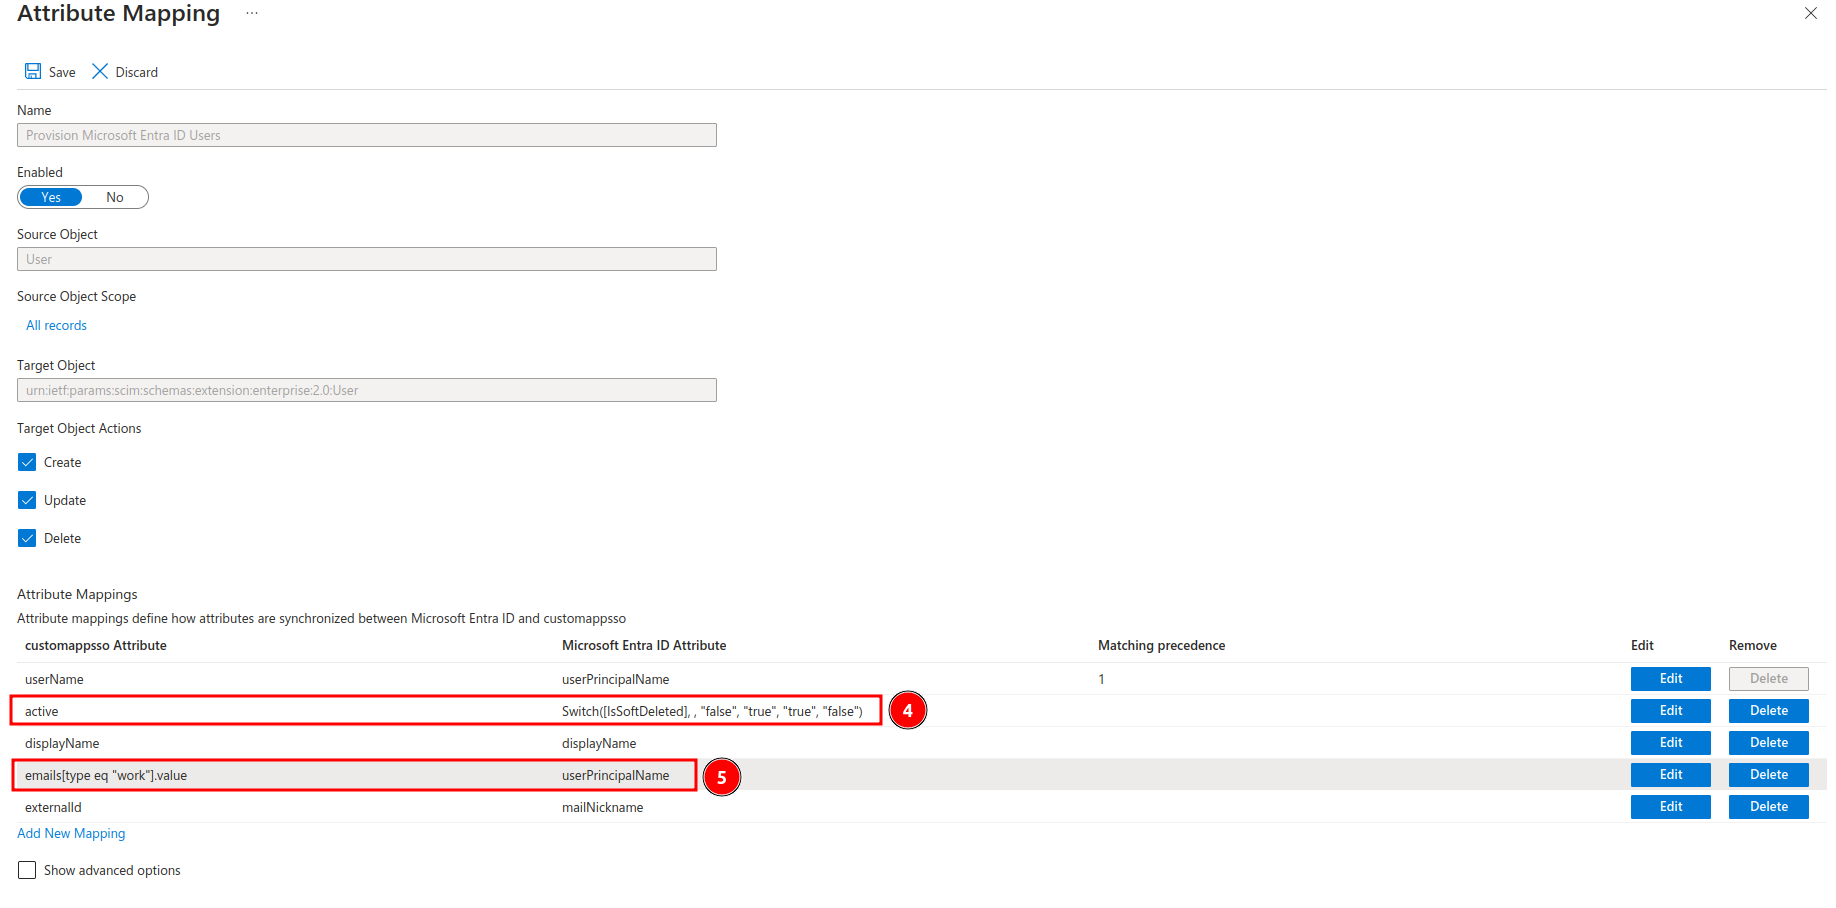 Attribute Mapping ...
Save Discard
Name
Provision Microsoft Entra ID Users
Enabled
Yes No
Source Object
User
Source Object Scope
All records
Target Object
urn:ietf:params:scim:schemas:extension:enterprise:2.0:User
Target Object Actions
Create
Update
Delete
Attribute Mappings
Attribute mappings define how attributes are synchronized between Microsoft Entra ID and customappsso
customappsso Attribute Microsoft Entra ID Attribute Matching precedence Edit Remove
userName userPrincipalName 1 Edit Delete
active Switch([IsSoftDeleted], , "false", "true", "true", "false") 4 Edit Delete
displayName displayName Edit Delete
emails[type eq "work"].value userPrincipalName 5 Edit Delete
externalId mailNickname Edit Delete
Add New Mapping
Show advanced options